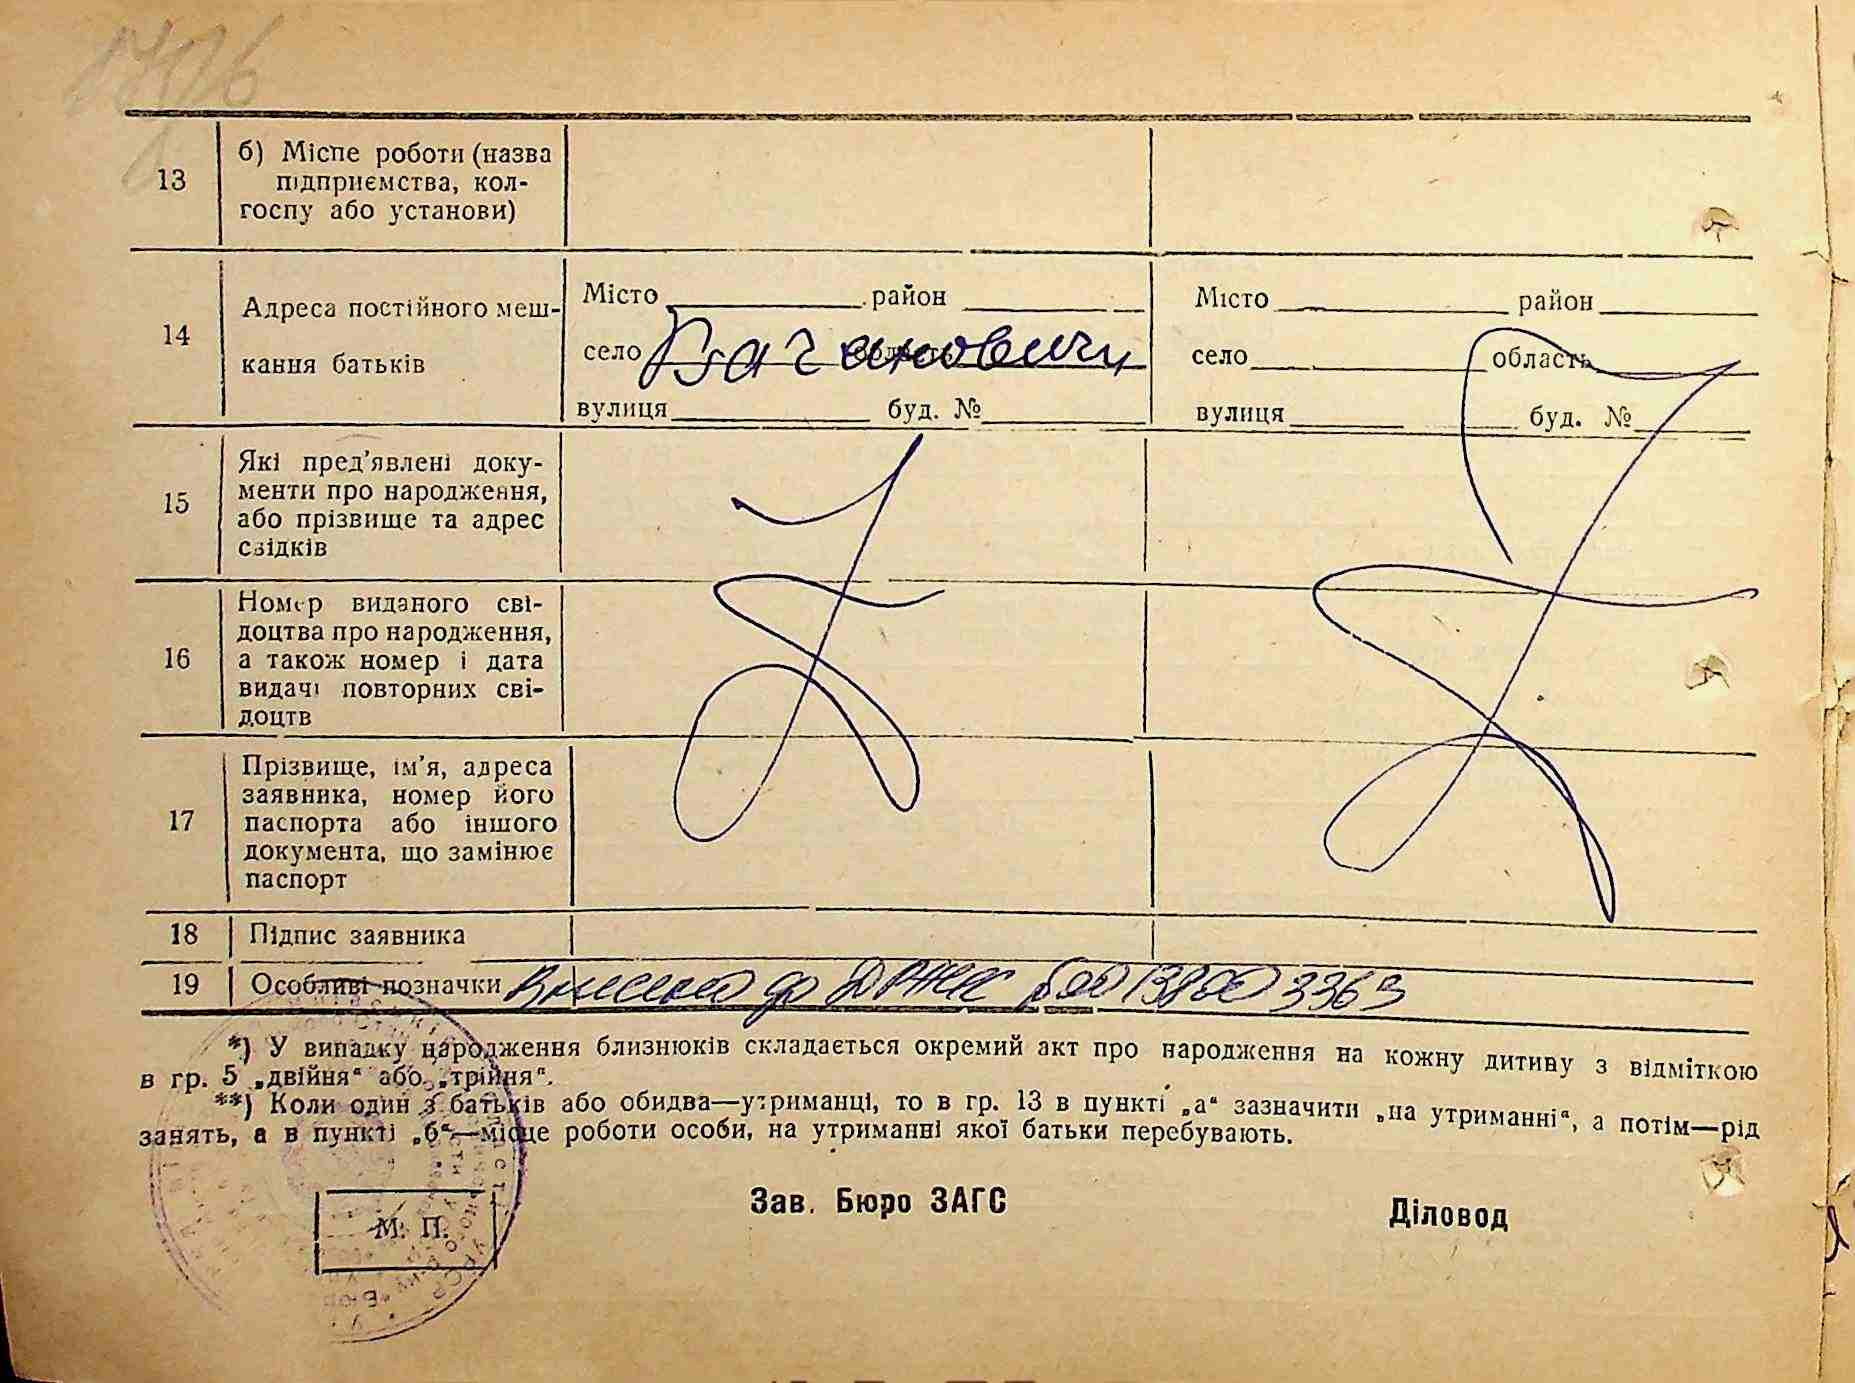 13
б) Місце роботи (назва
підприємства, кол-
госпу або установи)
14
Адреса постійного меш-
кання батьків
Місто район
село Вачановичи область
вулиця буд. №
Місто район
село область
вулиця буд. №
15
Які пред'явлені доку-
менти про народження,
або прізвище та адрес
свідків
16
Номер виданого сві-
доцтва про народження,
а також номер і дата
видачі повторних сві-
доцтв
17
Прізвище, ім'я, адреса
заявника, номер його
паспорта або іншого
документа, що замінює
паспорт
18 Підпис заявника
19 Особливі позначки Внесено до
*) У випадку народження близнюків складається окремий акт про народження на кожну дитину з відміткою
в гр. 5 „двійня“ або „трійня“.
**) Коли один з батьків або обидва—утриманці, то в гр. 13 в пункті „а“ зазначити „на утриманні“, а потім—рід
занять, а в пункті „б“—місце роботи особи, на утриманні якої батьки перебувають.
М. П.
Зав. Бюро ЗАГС
Діловод